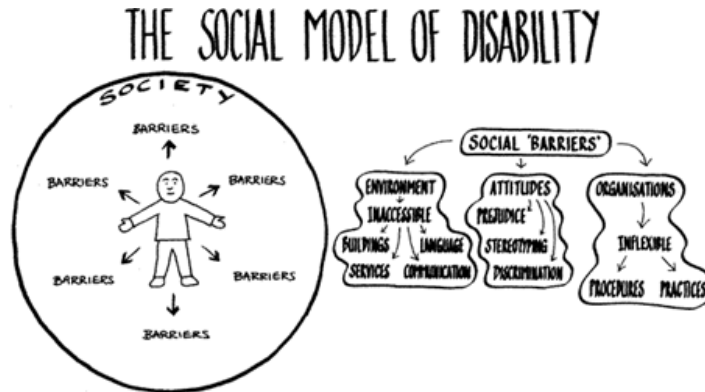 THE SOCIAL MODEL OF DISABILITY
SOCIETY
BARRIERS
BARRIERS
BARRIERS
BARRIERS
BARRIERS
BARRIERS
SOCIAL "BARRIERS"
ENVIRONMENT
INACCESSIBLE
BUILDINGS
LANGUAGE
SERVICES
COMMUNICATION
ATTITUDES
PREJUDICE
STEREOTYPING
DISCRIMINATION
ORGANISATIONS
INFLEXIBLE
PROCEDURES
PRACTICES